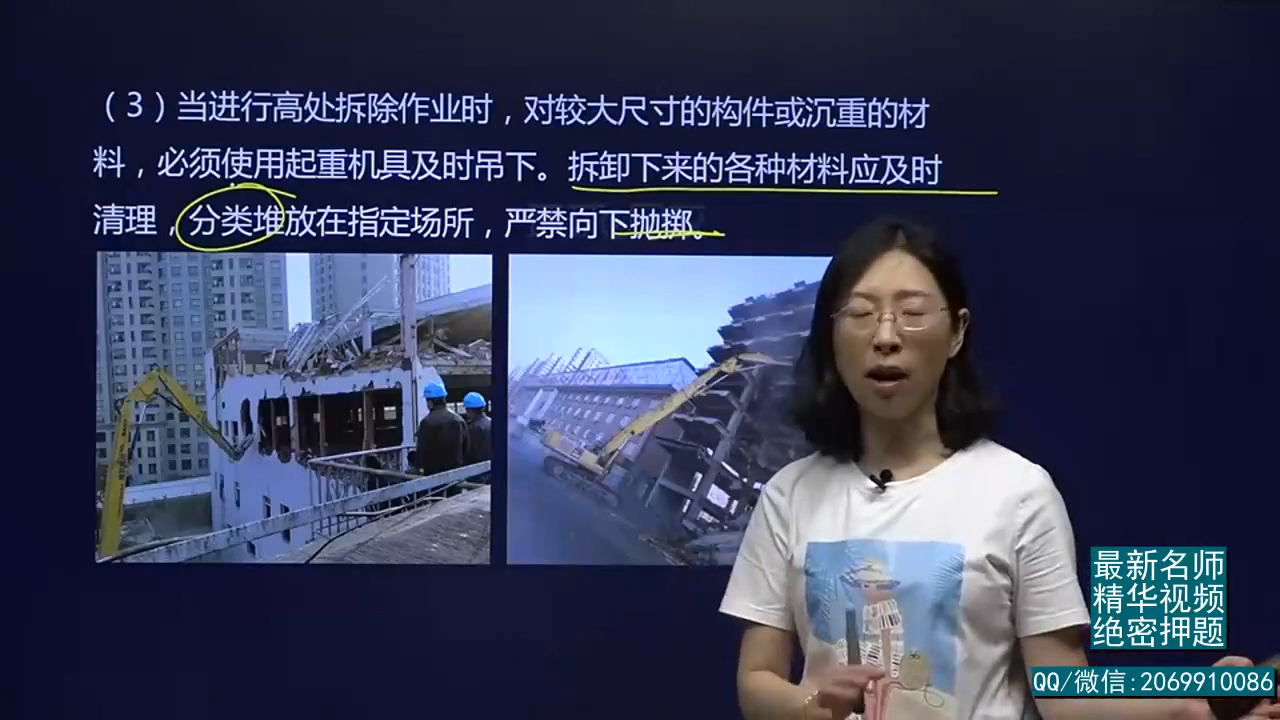 （3）当进行高处拆除作业时，对较大尺寸的构件或沉重的材
料，必须使用起重机具及时吊下。拆卸下来的各种材料应及时
清理，分类堆放在指定场所，严禁向下抛掷。
最新名师
精华视频
绝密押题
QQ/微信:2069910086